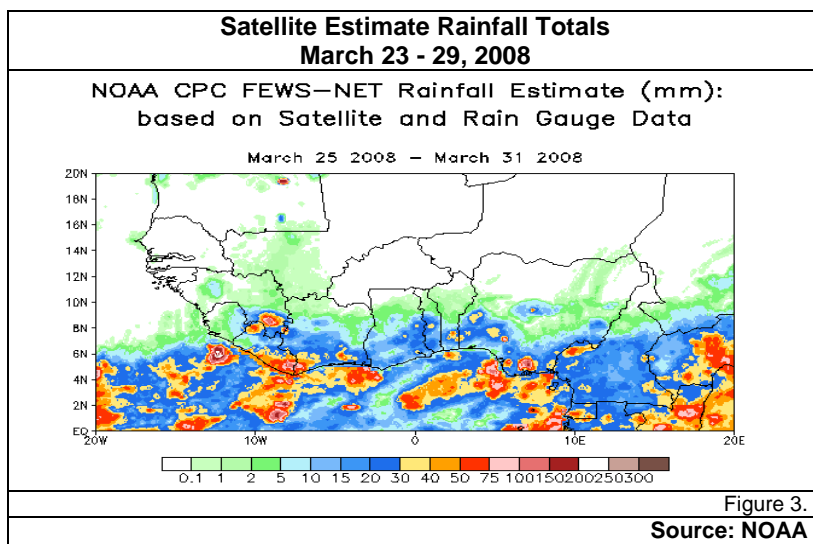 Satellite Estimate Rainfall Totals
March 23 - 29, 2008
NOAA CPC FEWS-NET Rainfall Estimate (mm):
based on Satellite and Rain Gauge Data
March 25 2008 - March 31 2008
20N
18N
16N
14N
12N
10N
8N
6N
4N
2N
EQ
20W 10W 0 10E 20E
0.1 1 2 5 10 15 20 30 40 50 75 100 150 200 250 300
Figure 3.
Source: NOAA